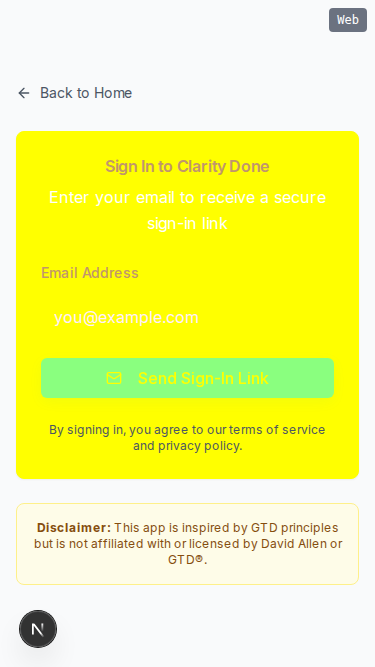 Web
Back to Home
Sign In to Clarity Done
Enter your email to receive a secure
sign-in link
Email Address
you@example.com
Send Sign-In Link
By signing in, you agree to our terms of service
and privacy policy.
Disclaimer: This app is inspired by GTD principles
but is not affiliated with or licensed by David Allen or
GTD®.
N